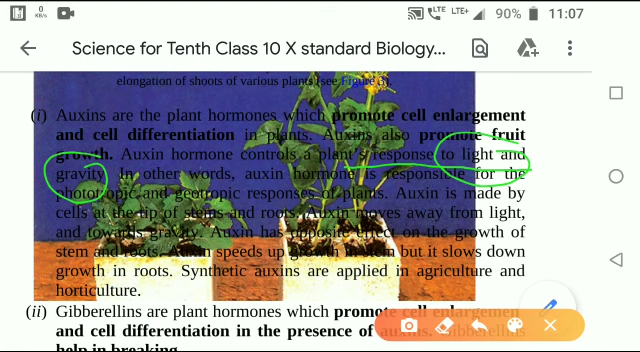 0
KB/s
LTE LTE+ 90% 11:07
Science for Tenth Class 10 X standard Biology...
elongation of shoots of various plants (see Figure 3).
(i) Auxins are the plant hormones which promote cell enlargement
and cell differentiation in plants. Auxins also promote fruit
growth. Auxin hormone controls a plant's response to light and
gravity. In other words, auxin hormone is responsible for the
phototropic and geotropic responses of plants. Auxin is made by
cells at the tip of stems and roots. Auxin moves away from light,
and towards gravity. Auxin has opposite effect on the growth of
stem and roots. Auxin speeds up growth in stem but it slows down
growth in roots. Synthetic auxins are applied in agriculture and
horticulture.
(ii) Gibberellins are plant hormones which promote cell enlargement
and cell differentiation in the presence of auxins. Gibberellins
help in breaking